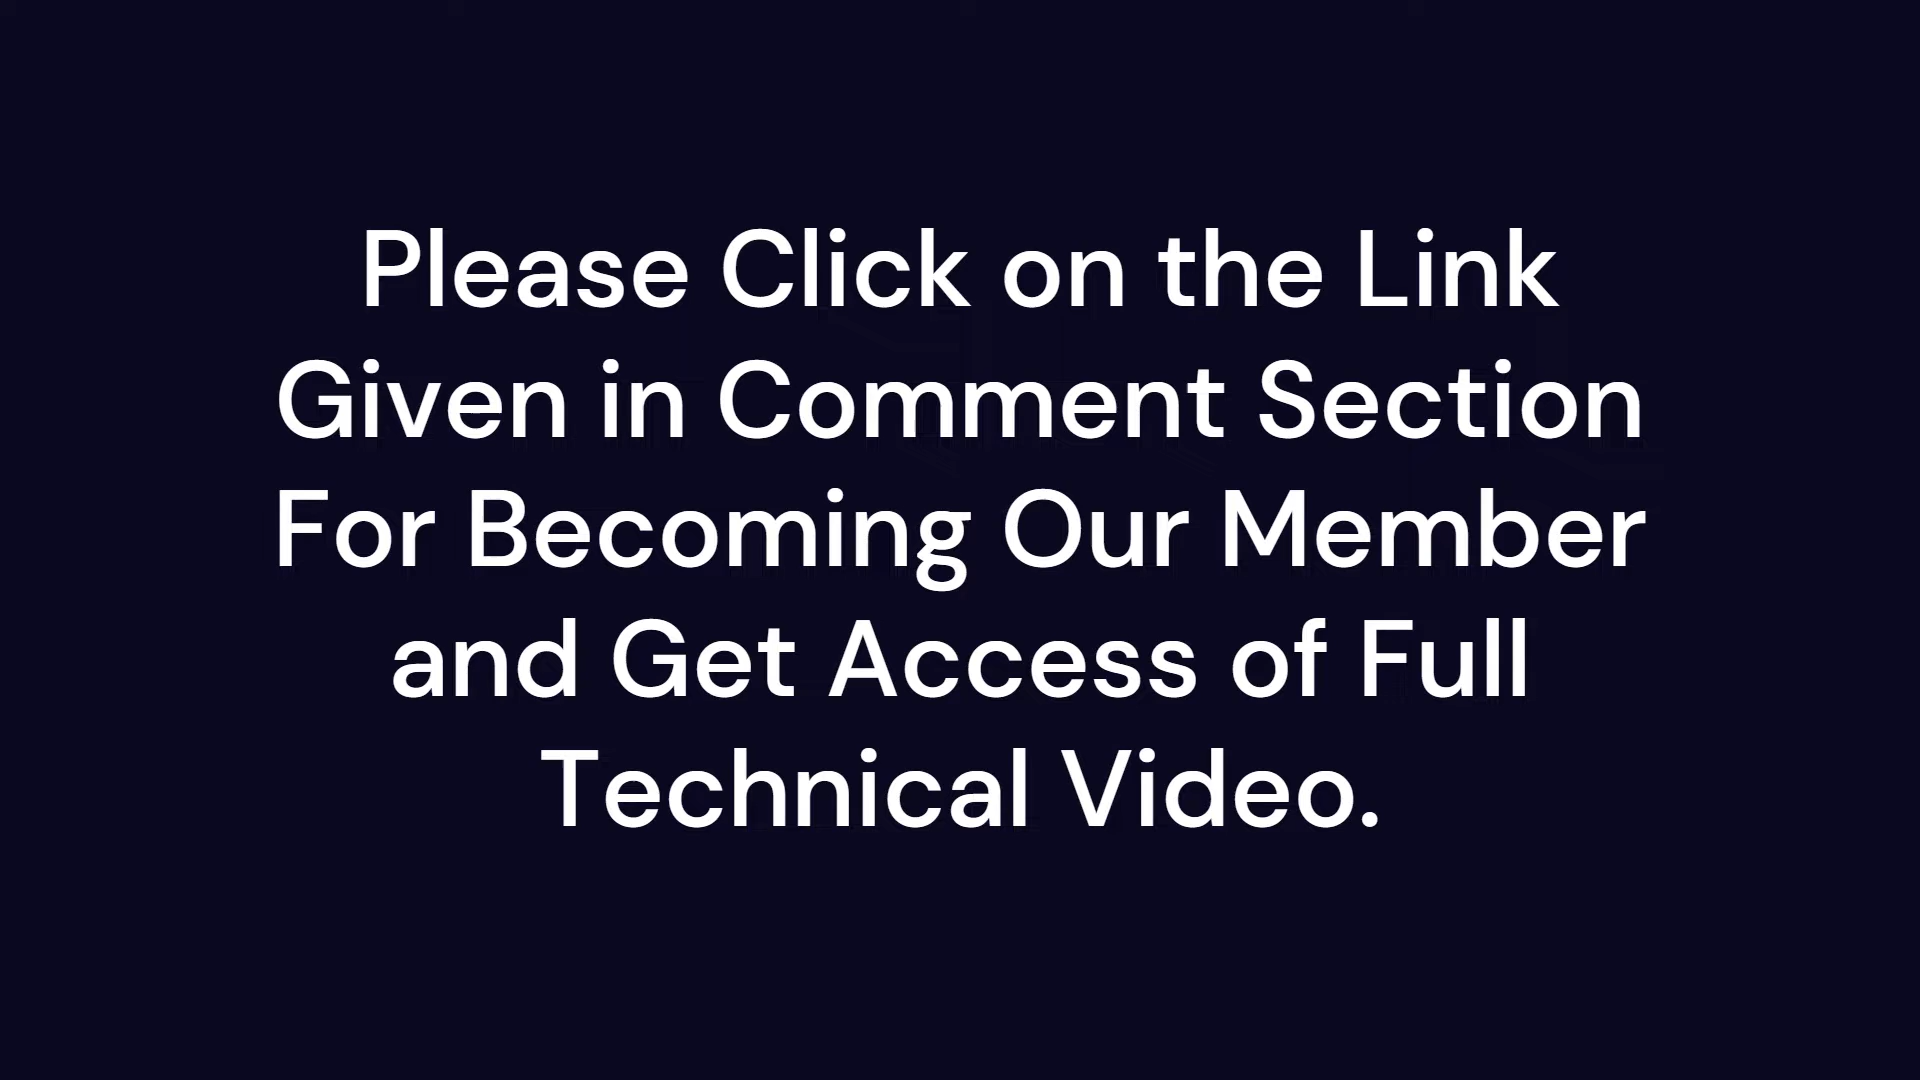 Please Click on the Link
Given in Comment Section
For Becoming Our Member
and Get Access of Full
Technical Video.